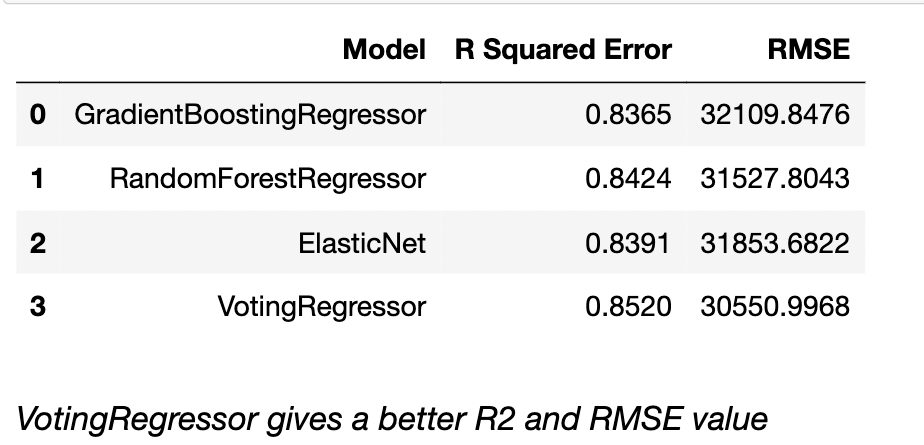 Model R Squared Error RMSE
0 GradientBoostingRegressor 0.8365 32109.8476
1 RandomForestRegressor 0.8424 31527.8043
2 ElasticNet 0.8391 31853.6822
3 VotingRegressor 0.8520 30550.9968
VotingRegressor gives a better R2 and RMSE value